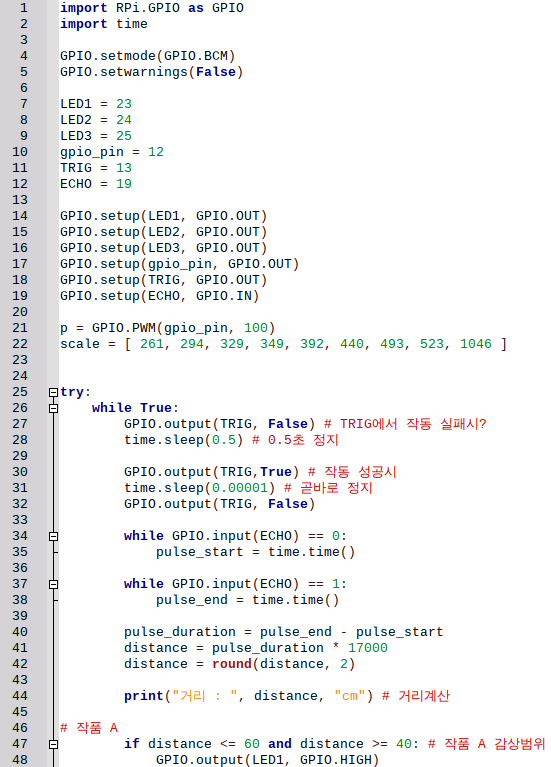 1 import RPi.GPIO as GPIO
2 import time
3
4 GPIO.setmode(GPIO.BCM)
5 GPIO.setwarnings(False)
6
7 LED1 = 23
8 LED2 = 24
9 LED3 = 25
10 gpio_pin = 12
11 TRIG = 13
12 ECHO = 19
13
14 GPIO.setup(LED1, GPIO.OUT)
15 GPIO.setup(LED2, GPIO.OUT)
16 GPIO.setup(LED3, GPIO.OUT)
17 GPIO.setup(gpio_pin, GPIO.OUT)
18 GPIO.setup(TRIG, GPIO.OUT)
19 GPIO.setup(ECHO, GPIO.IN)
20
21 p = GPIO.PWM(gpio_pin, 100)
22 scale = [ 261, 294, 329, 349, 392, 440, 493, 523, 1046 ]
23
24
25 try:
26 while True:
27 GPIO.output(TRIG, False) # TRIG에서 작동 실패시?
28 time.sleep(0.5) # 0.5초 정지
29
30 GPIO.output(TRIG,True) # 작동 성공시
31 time.sleep(0.00001) # 곧바로 정지
32 GPIO.output(TRIG, False)
33
34 while GPIO.input(ECHO) == 0:
35 pulse_start = time.time()
36
37 while GPIO.input(ECHO) == 1:
38 pulse_end = time.time()
39
40 pulse_duration = pulse_end - pulse_start
41 distance = pulse_duration * 17000
42 distance = round(distance, 2)
43
44 print("거리 : ", distance, "cm") # 거리계산
45
46 # 작품 A
47 if distance <= 60 and distance >= 40: # 작품 A 감상범위
48 GPIO.output(LED1, GPIO.HIGH)